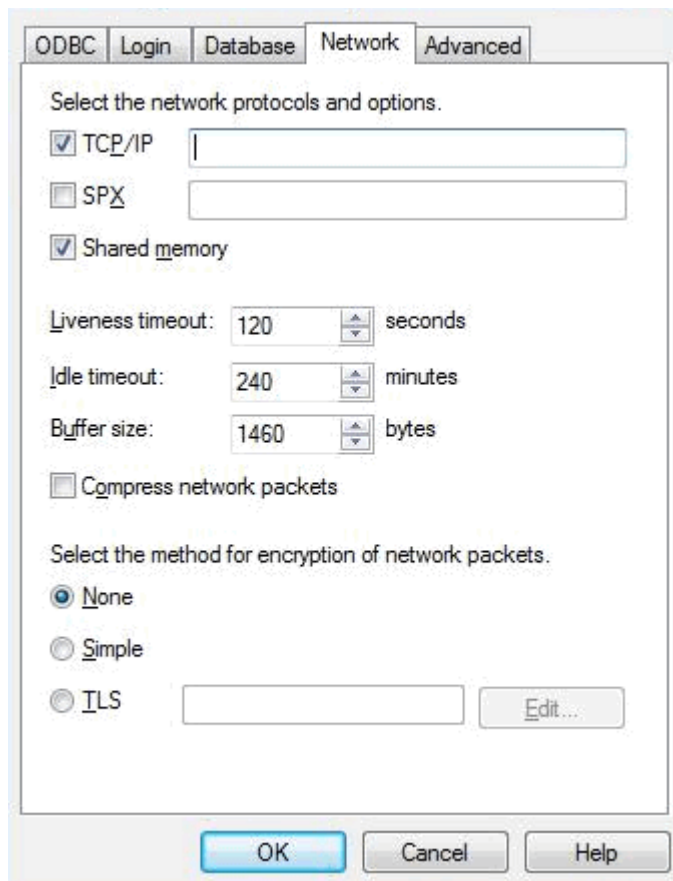 ODBC Login Database Network Advanced
Select the network protocols and options.
TCP/IP
SPX
Shared memory
Liveness timeout: 120 seconds
Idle timeout: 240 minutes
Buffer size: 1460 bytes
Compress network packets
Select the method for encryption of network packets.
None
Simple
TLS Edit...
OK Cancel Help